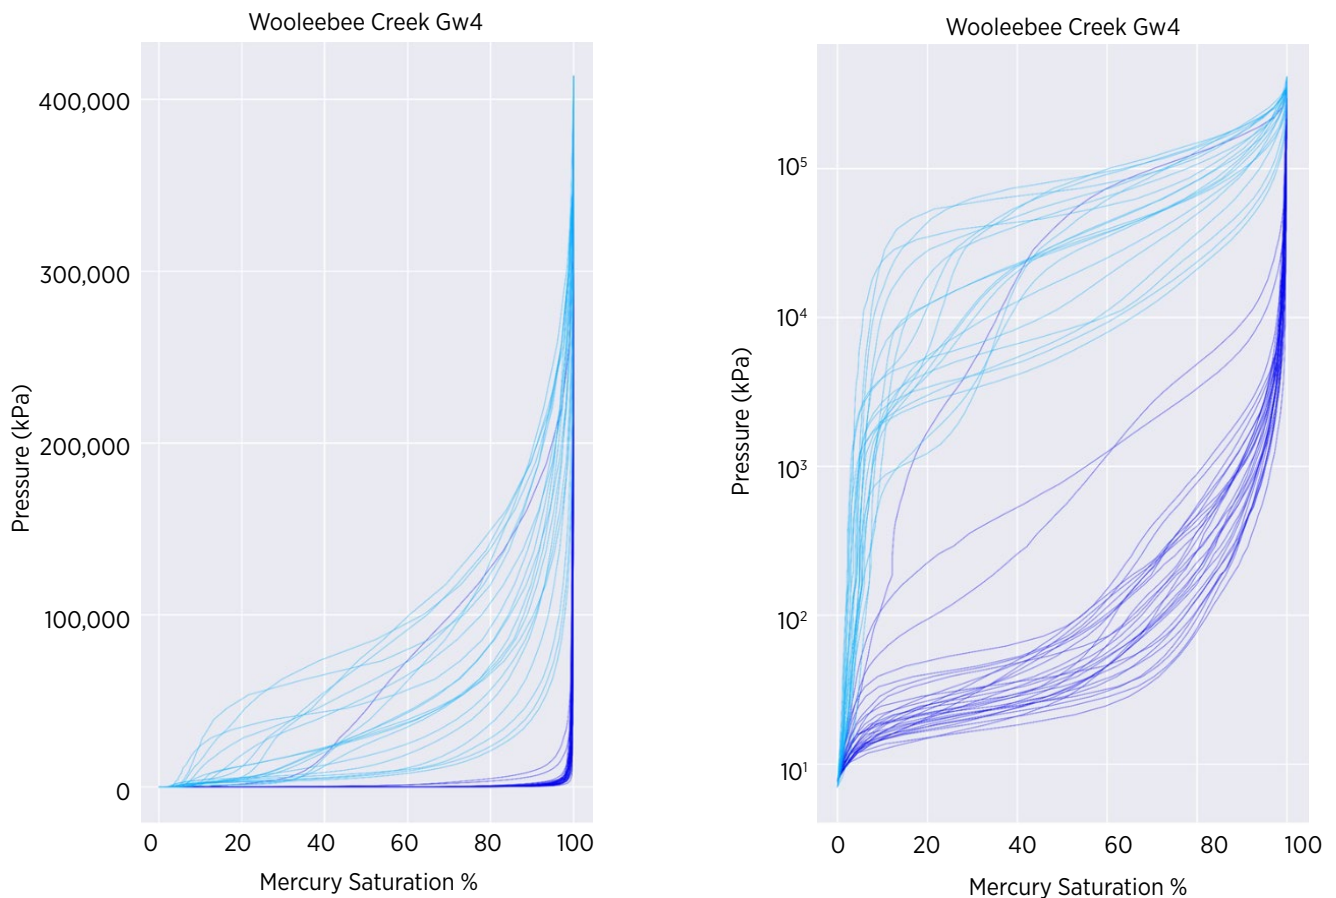 Wooleebee Creek Gw4
400,000
300,000
200,000
100,000
0
Pressure (kPa)
0 20 40 60 80 100
Mercury Saturation %
Wooleebee Creek Gw4
10⁵
10⁴
10³
10²
10¹
Pressure (kPa)
0 20 40 60 80 100
Mercury Saturation %